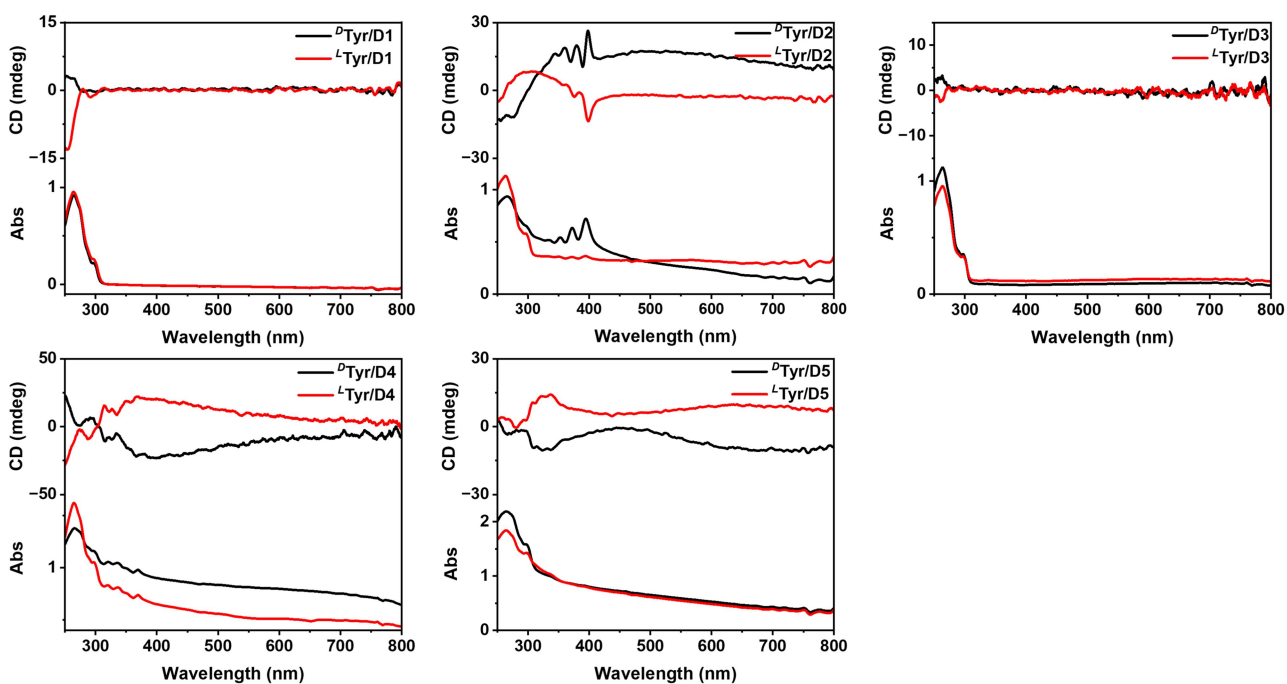 15
0
−15
1
0
CD (mdeg)
Abs
ᴰTyr/D1
ᴸTyr/D1
300 400 500 600 700 800
Wavelength (nm)
30
0
−30
1
0
CD (mdeg)
Abs
ᴰTyr/D2
ᴸTyr/D2
300 400 500 600 700 800
Wavelength (nm)
10
0
−10
1
0
CD (mdeg)
Abs
ᴰTyr/D3
ᴸTyr/D3
300 400 500 600 700 800
Wavelength (nm)
50
0
−50
1
CD (mdeg)
Abs
ᴰTyr/D4
ᴸTyr/D4
300 400 500 600 700 800
Wavelength (nm)
30
0
−30
2
1
0
CD (mdeg)
Abs
ᴰTyr/D5
ᴸTyr/D5
300 400 500 600 700 800
Wavelength (nm)